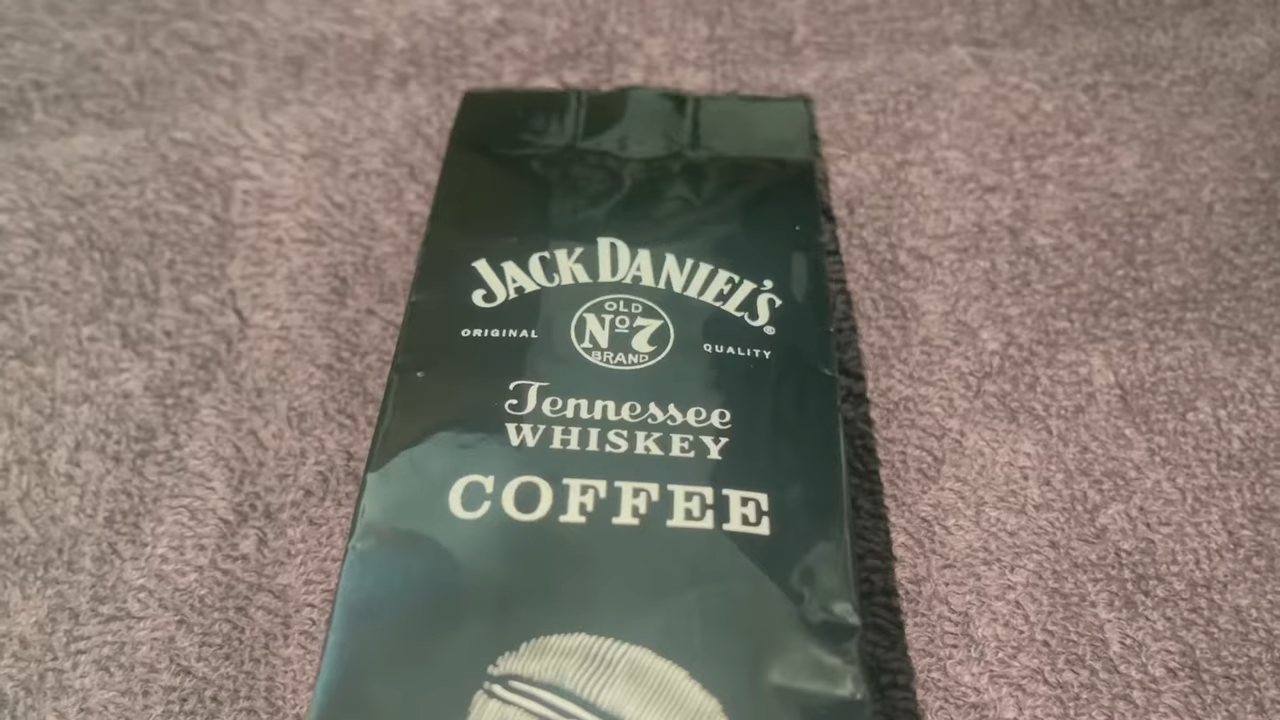 JACK DANIEL'S®
ORIGINAL OLD QUALITY
Nº7
BRAND
Tennessee
WHISKEY
COFFEE